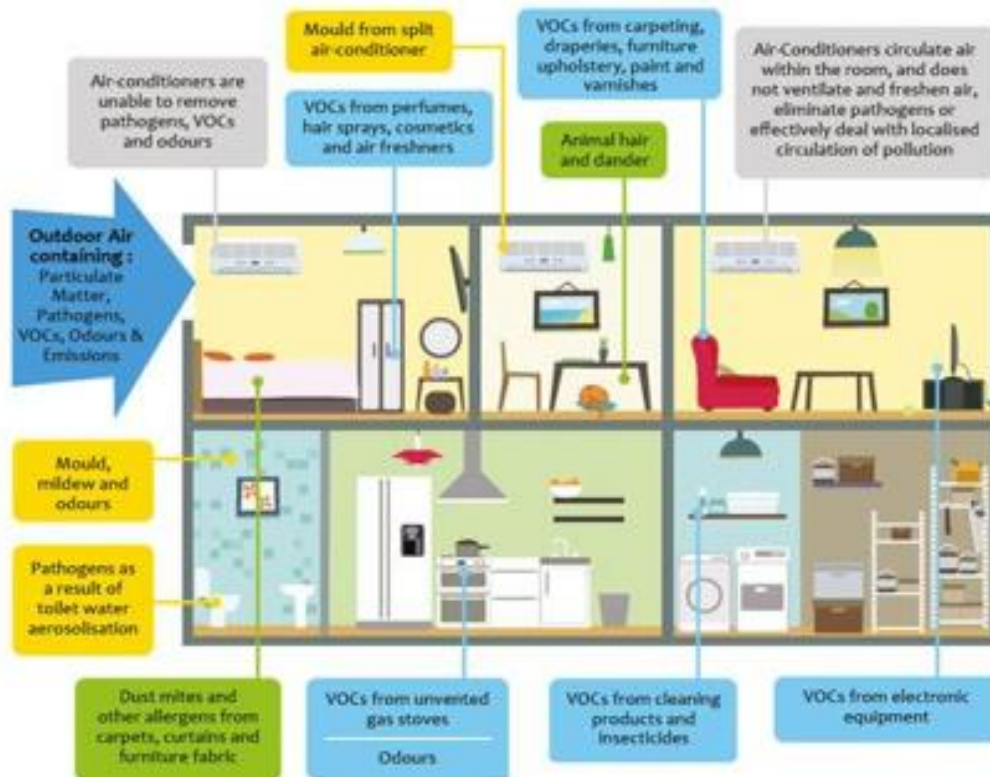 Mould from split
air-conditioner
VOCs from carpeting,
draperies, furniture
upholstery, paint and
varnishes
Air-Conditioners circulate air
within the room, and does
not ventilate and freshen air,
eliminate pathogens or
effectively deal with localised
circulation of pollution
Air-conditioners are
unable to remove
pathogens, VOCs
and odours
VOCs from perfumes,
hair sprays, cosmetics
and air freshners
Animal hair
and dander
Outdoor Air
containing :
Particulate
Matter,
Pathogens,
VOCs, Odours &
Emissions
Mould,
mildew and
odours
Pathogens as
a result of
toilet water
aerosolisation
Dust mites and
other allergens from
carpets, curtains and
furniture fabric
VOCs from unvented
gas stoves
Odours
VOCs from cleaning
products and
insecticides
VOCs from electronic
equipment